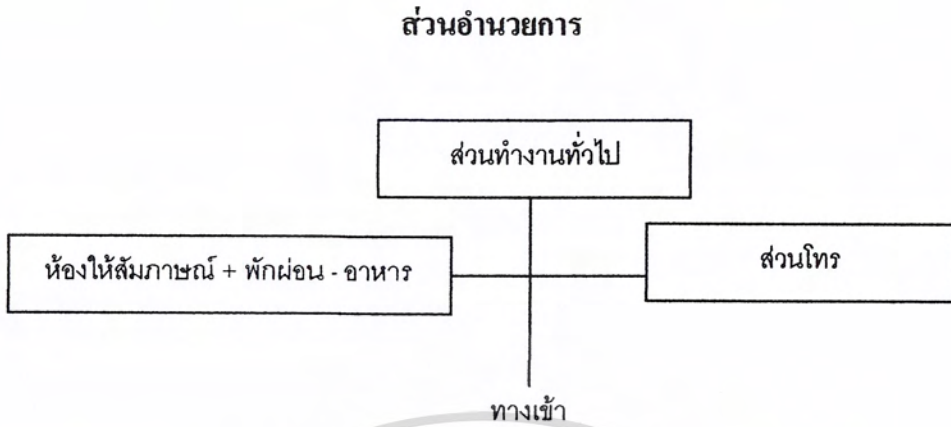 ส่วนอำนวยการ
ส่วนทำงานทั่วไป
ห้องให้สัมภาษณ์ + พักผ่อน - อาหาร
ส่วนโทร
ทางเข้า